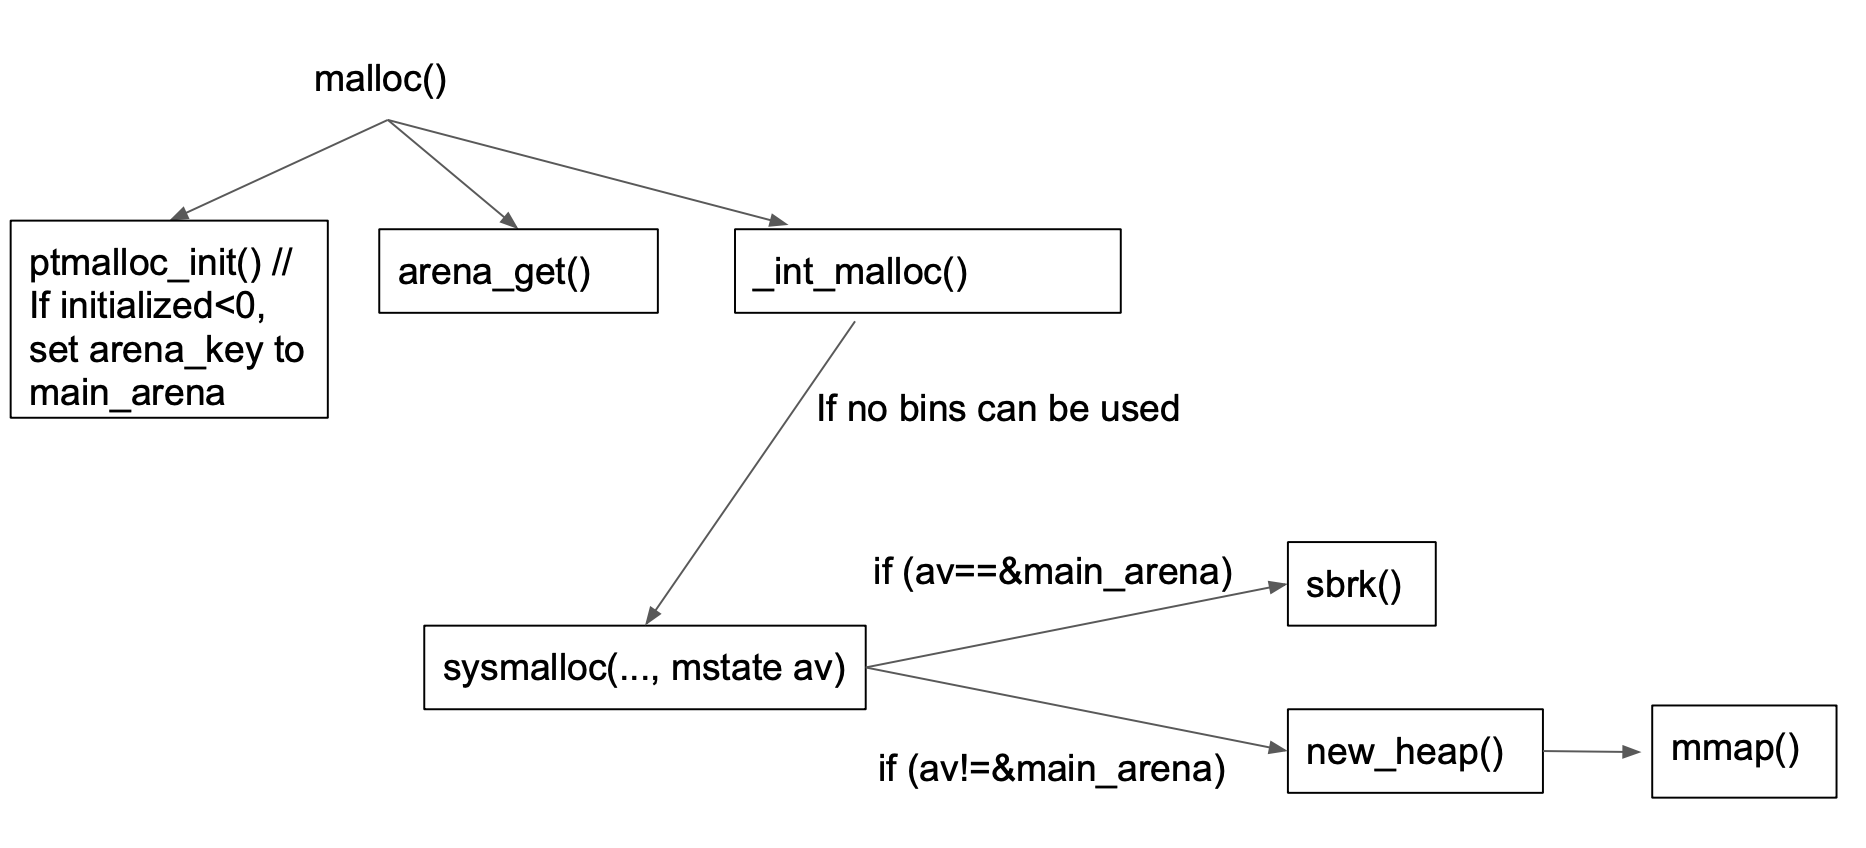 malloc()
ptmalloc_init() //
If initialized<0,
set arena_key to
main_arena
arena_get()
_int_malloc()
If no bins can be used
if (av==&main_arena)
sbrk()
sysmalloc(..., mstate av)
if (av!=&main_arena)
new_heap()
mmap()